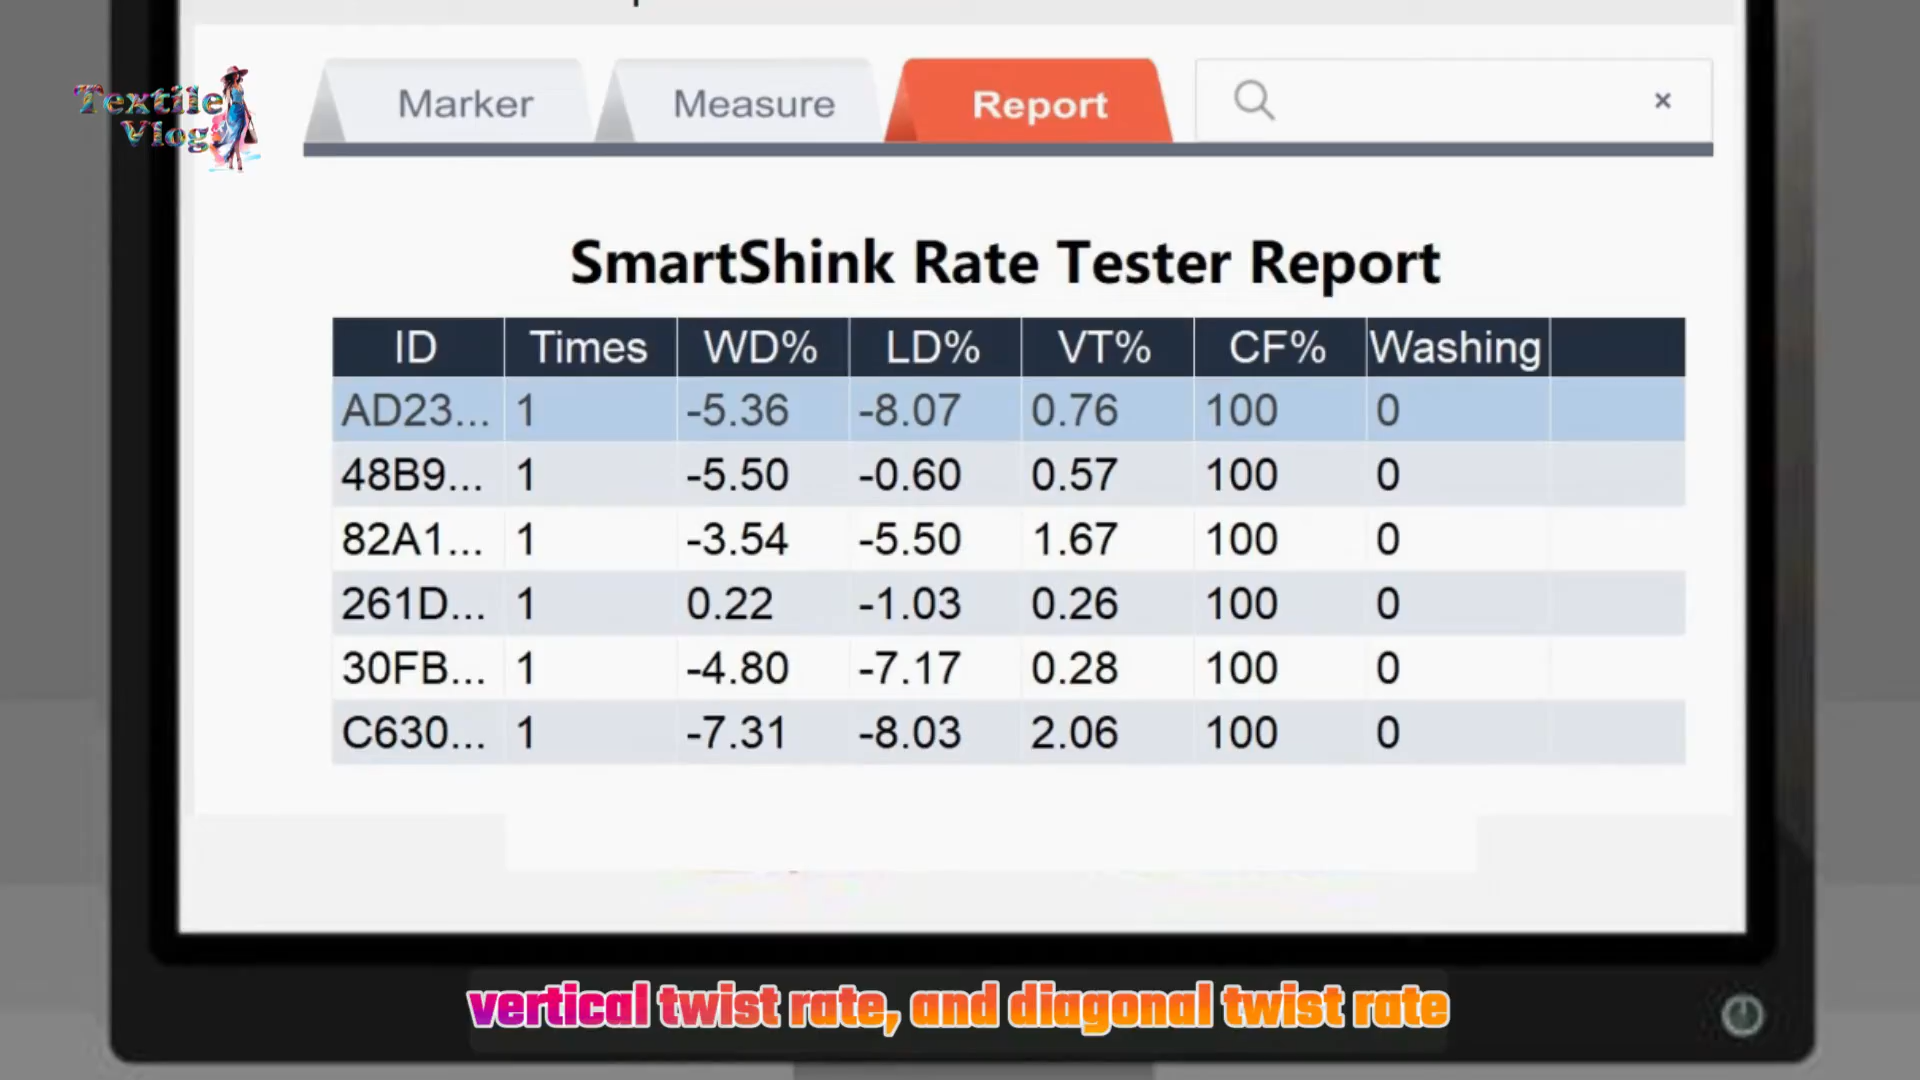 Textile
Vlogs
Marker Measure Report ×
SmartShink Rate Tester Report
ID Times WD% LD% VT% CF% Washing
AD23... 1 -5.36 -8.07 0.76 100 0
48B9... 1 -5.50 -0.60 0.57 100 0
82A1... 1 -3.54 -5.50 1.67 100 0
261D... 1 0.22 -1.03 0.26 100 0
30FB... 1 -4.80 -7.17 0.28 100 0
C630... 1 -7.31 -8.03 2.06 100 0
vertical twist rate, and diagonal twist rate